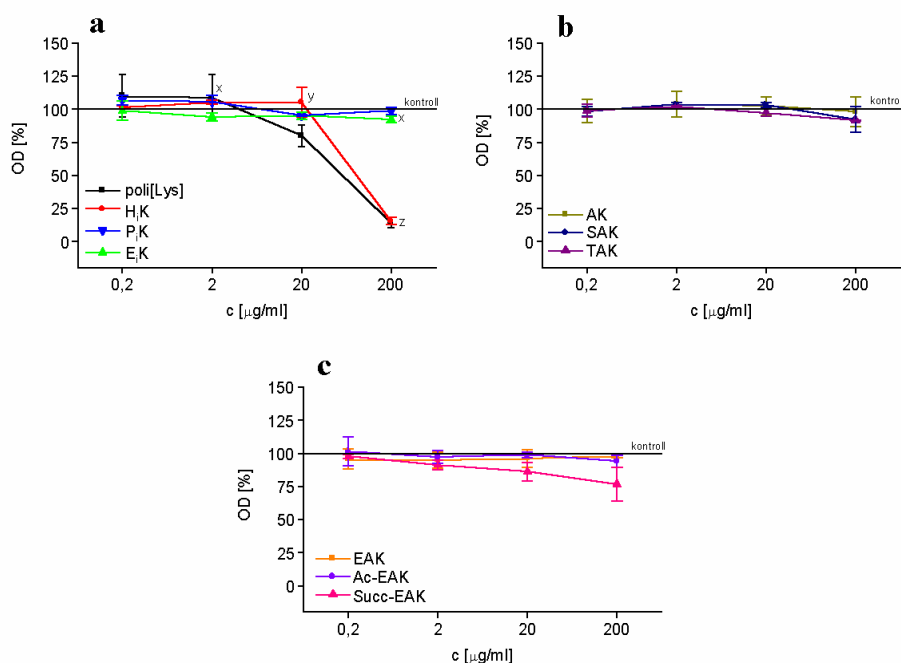 a
150
125
100
75
50
25
0
OD [%]
kontroll
x
y
x
z
poli[Lys]
HᵢK
PᵢK
EᵢK
0,2 2 20 200
c [µg/ml]
b
150
125
100
75
50
25
0
OD [%]
kontro
AK
SAK
TAK
0,2 2 20 200
c [µg/ml]
c
150
125
100
75
50
25
0
OD [%]
kontroll
EAK
Ac-EAK
Succ-EAK
0,2 2 20 200
c [µg/ml]